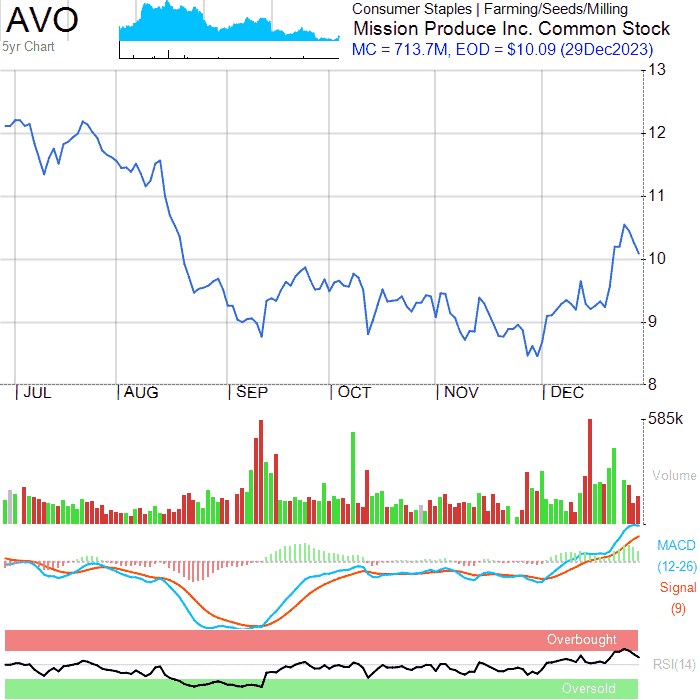 AVO
5yr Chart
Consumer Staples | Farming/Seeds/Milling
Mission Produce Inc. Common Stock
MC = 713.7M, EOD = $10.09 (29Dec2023)
13
12
11
10
9
8
JUL AUG SEP OCT NOV DEC
585k
Volume
MACD
(12-26)
Signal
(9)
Overbought
RSI(14)
Oversold